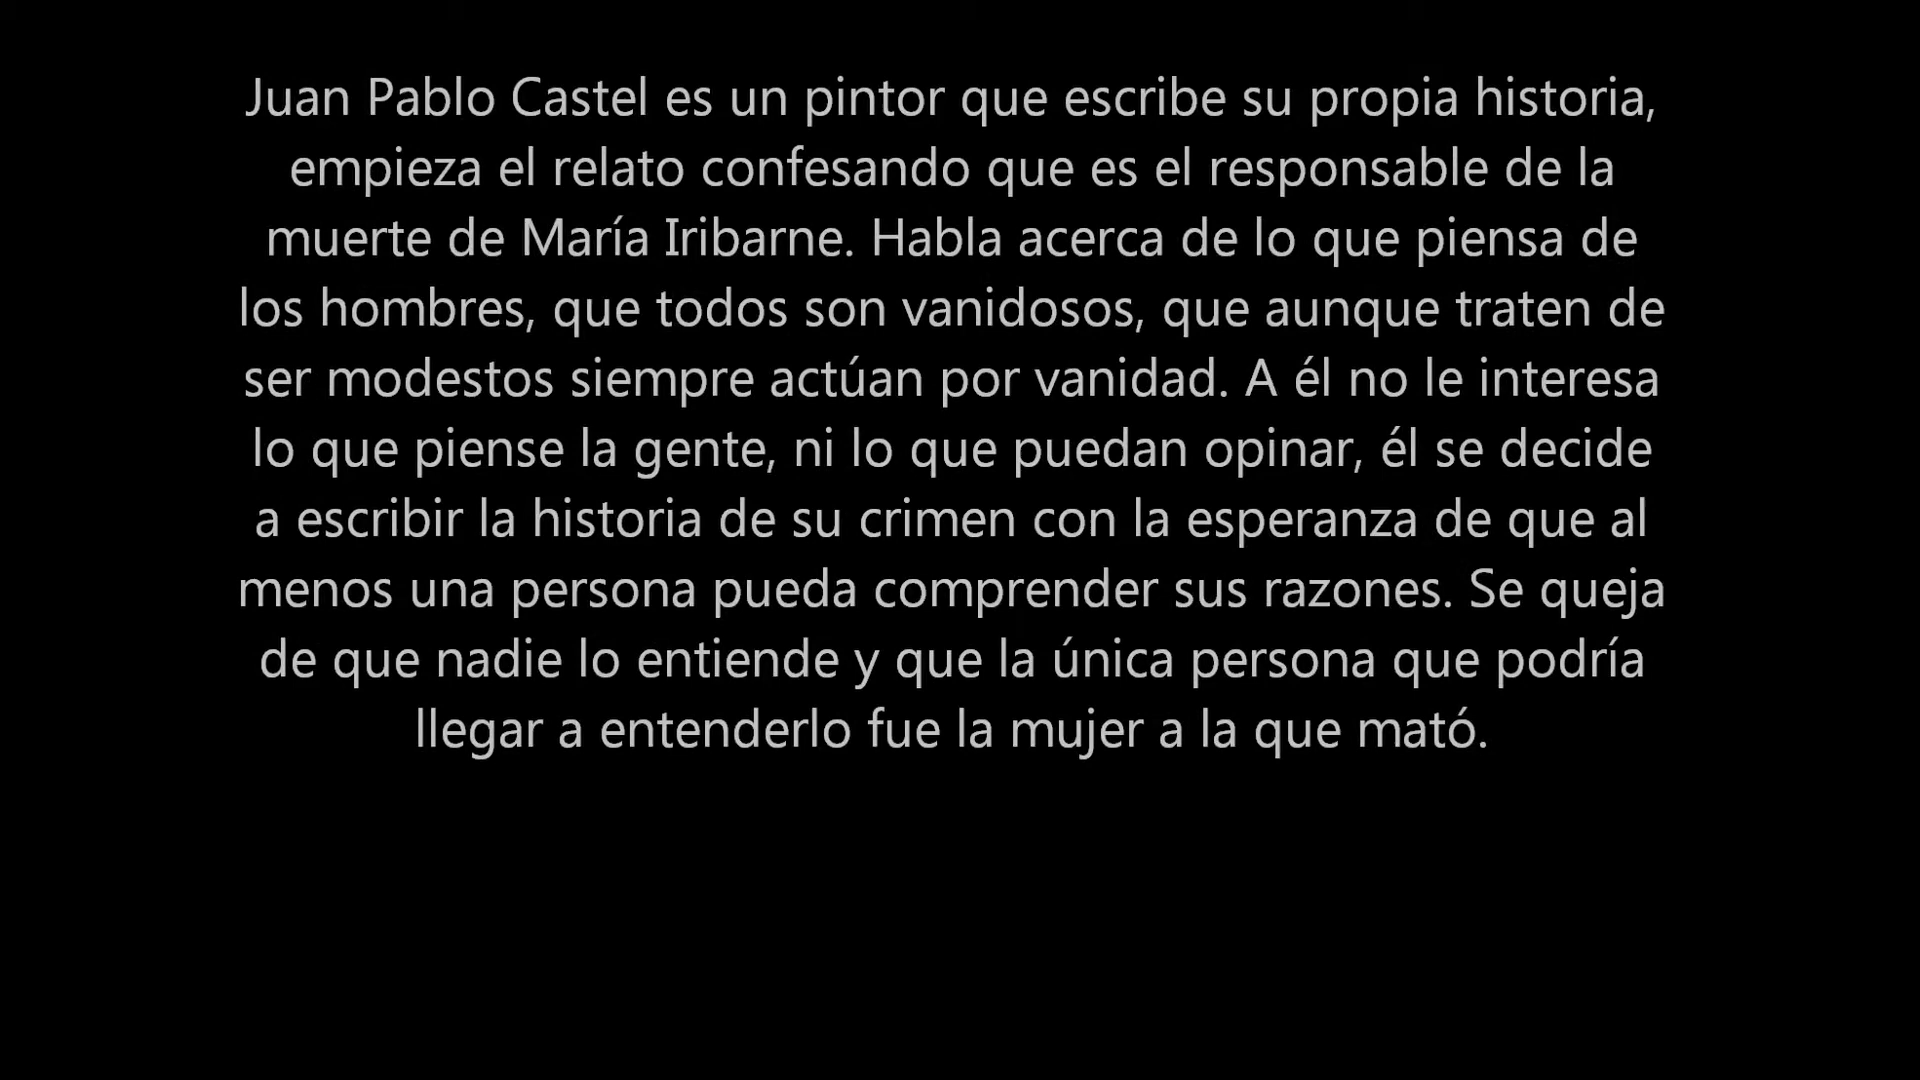 Juan Pablo Castel es un pintor que escribe su propia historia,
empieza el relato confesando que es el responsable de la
muerte de María Iribarne. Habla acerca de lo que piensa de
los hombres, que todos son vanidosos, que aunque traten de
ser modestos siempre actúan por vanidad. A él no le interesa
lo que piense la gente, ni lo que puedan opinar, él se decide
a escribir la historia de su crimen con la esperanza de que al
menos una persona pueda comprender sus razones. Se queja
de que nadie lo entiende y que la única persona que podría
llegar a entenderlo fue la mujer a la que mató.